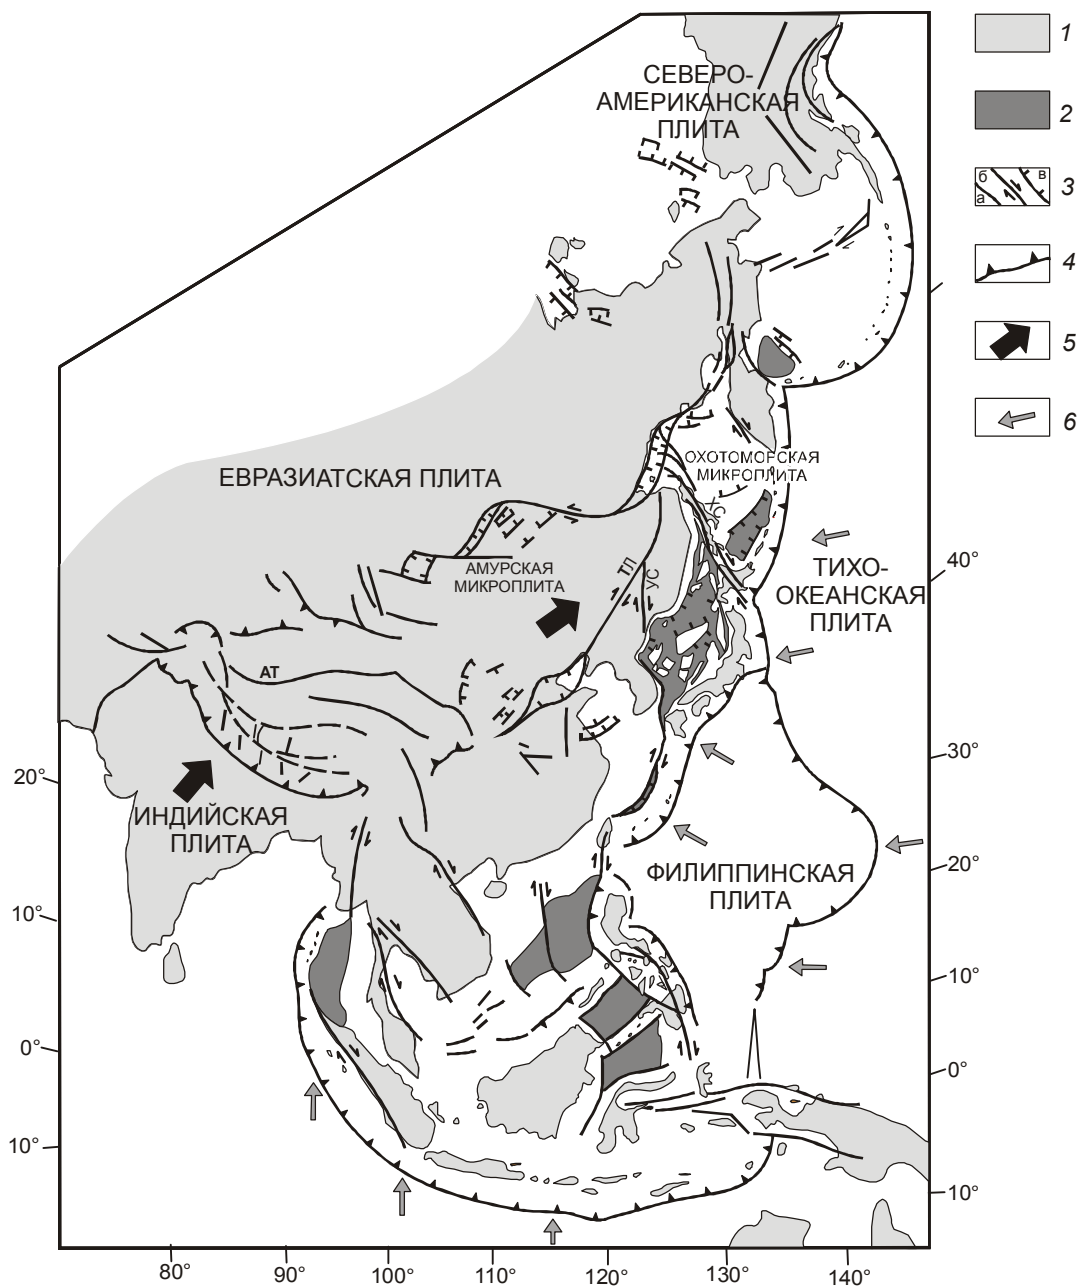 СЕВЕРО-
АМЕРИКАНСКАЯ
ПЛИТА
ЕВРАЗИАТСКАЯ ПЛИТА
ОХОТОМОРСКАЯ
МИКРОПЛИТА
ХС
АМУРСКАЯ
МИКРОПЛИТА
ТЛ
УС
ТИХО-
ОКЕАНСКАЯ
ПЛИТА
АТ
ИНДИЙСКАЯ
ПЛИТА
ФИЛИППИНСКАЯ
ПЛИТА
20°
10°
0°
10°
40°
30°
20°
10°
0°
10°
80°
90°
100°
110°
120°
130°
140°
1
2
б
в
а
3
4
5
6